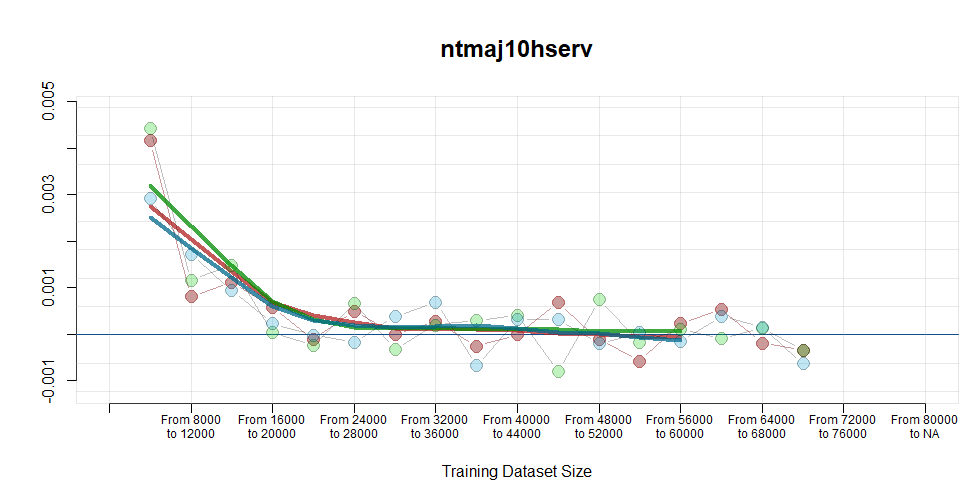 ntmaj10hserv
0.005
0.003
0.001
-0.001
From 8000 From 16000 From 24000 From 32000 From 40000 From 48000 From 56000 From 64000 From 72000 From 80000
to 12000 to 20000 to 28000 to 36000 to 44000 to 52000 to 60000 to 68000 to 76000 to NA
Training Dataset Size